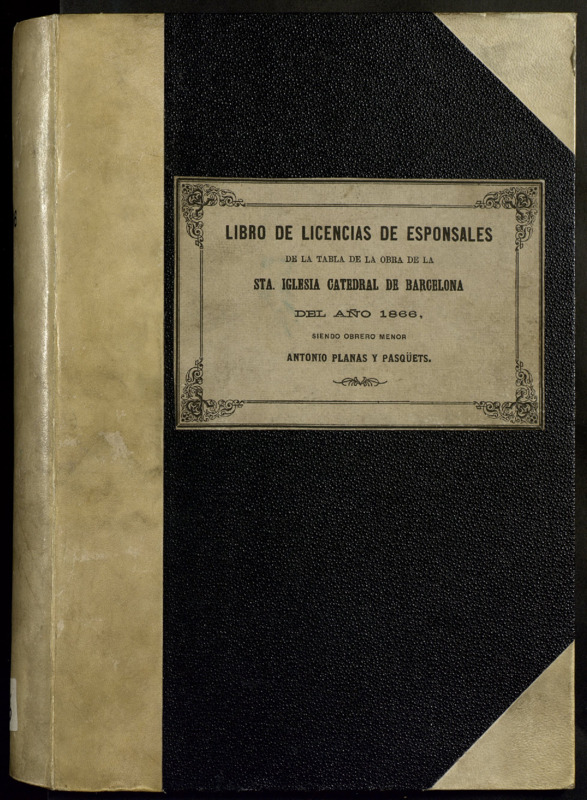 LIBRO DE LICENCIAS DE ESPONSALES
DE LA TABLA DE LA OBRA DE LA
STA. IGLESIA CATEDRAL DE BARCELONA
DEL AÑO 1866,
SIENDO OBRERO MENOR
ANTONIO PLANAS Y PASQÜETS.